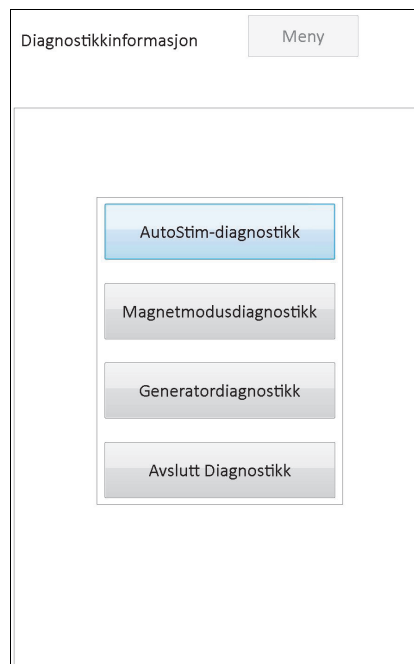 Diagnostikkinformasjon
Meny
AutoStim-diagnostikk
Magnetmodusdiagnostikk
Generatordiagnostikk
Avslutt Diagnostikk